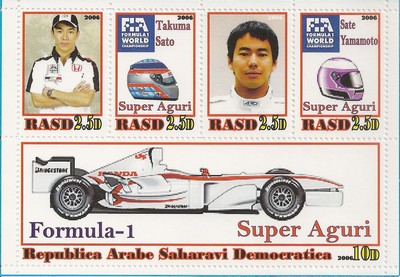 2006
FIA
FORMULA 1
WORLD
CHAMPIONSHIP
2006
Takuma
Sato
Super Aguri
2006
FIA
FORMULA 1
WORLD
CHAMPIONSHIP
2006
Sate
Yamamoto
Super Aguri
RASD 2.5D
RASD 2.5D
RASD 2.5D
RASD 2.5D
BRIDGESTONE
BRIDGESTONE
Formula-1
Super Aguri
Republica Arabe Saharavi Democratica 2006 10D